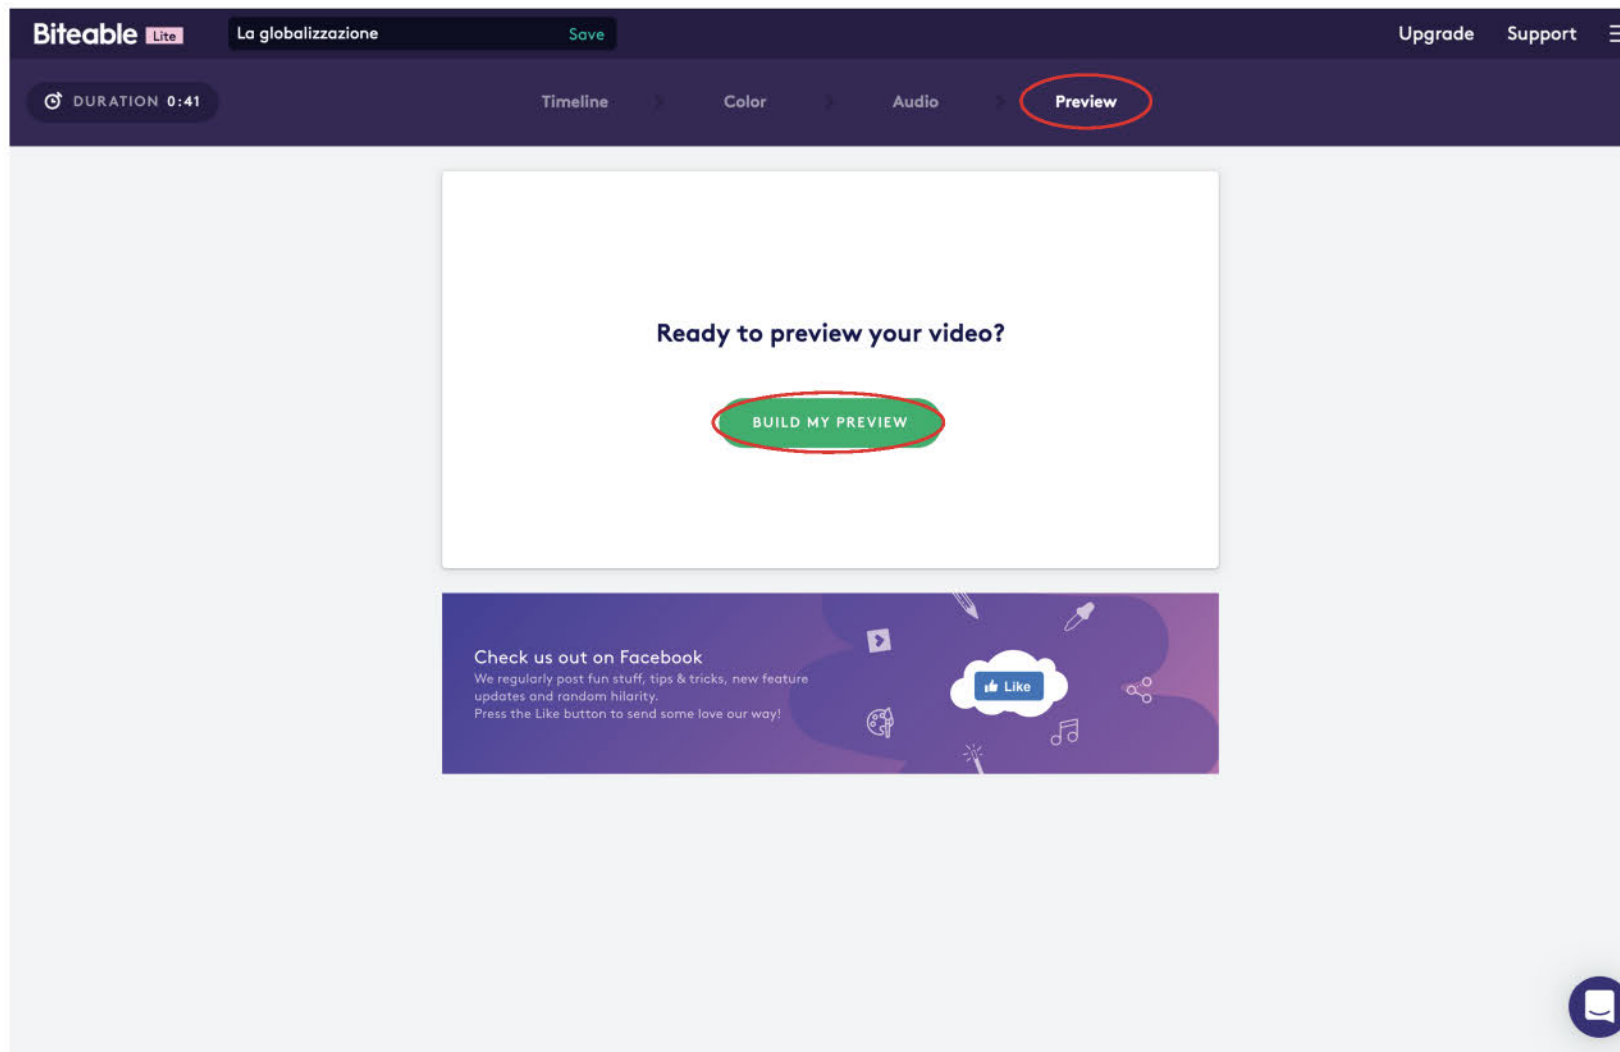 Biteable Lite La globalizzazione Save Upgrade Support
DURATION 0:41 Timeline Color Audio Preview
Ready to preview your video?
BUILD MY PREVIEW
Check us out on Facebook
We regularly post fun stuff, tips & tricks, new feature
updates and random hilarity.
Press the Like button to send some love our way!
Like